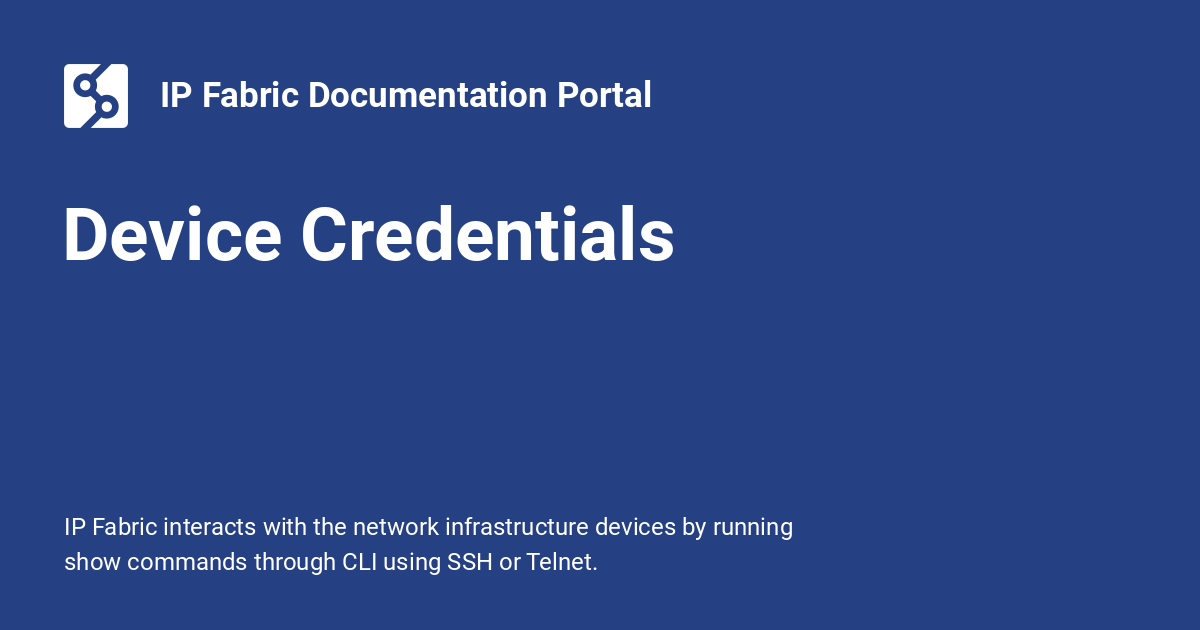 IP Fabric Documentation Portal
Device Credentials
IP Fabric interacts with the network infrastructure devices by running
show commands through CLI using SSH or Telnet.